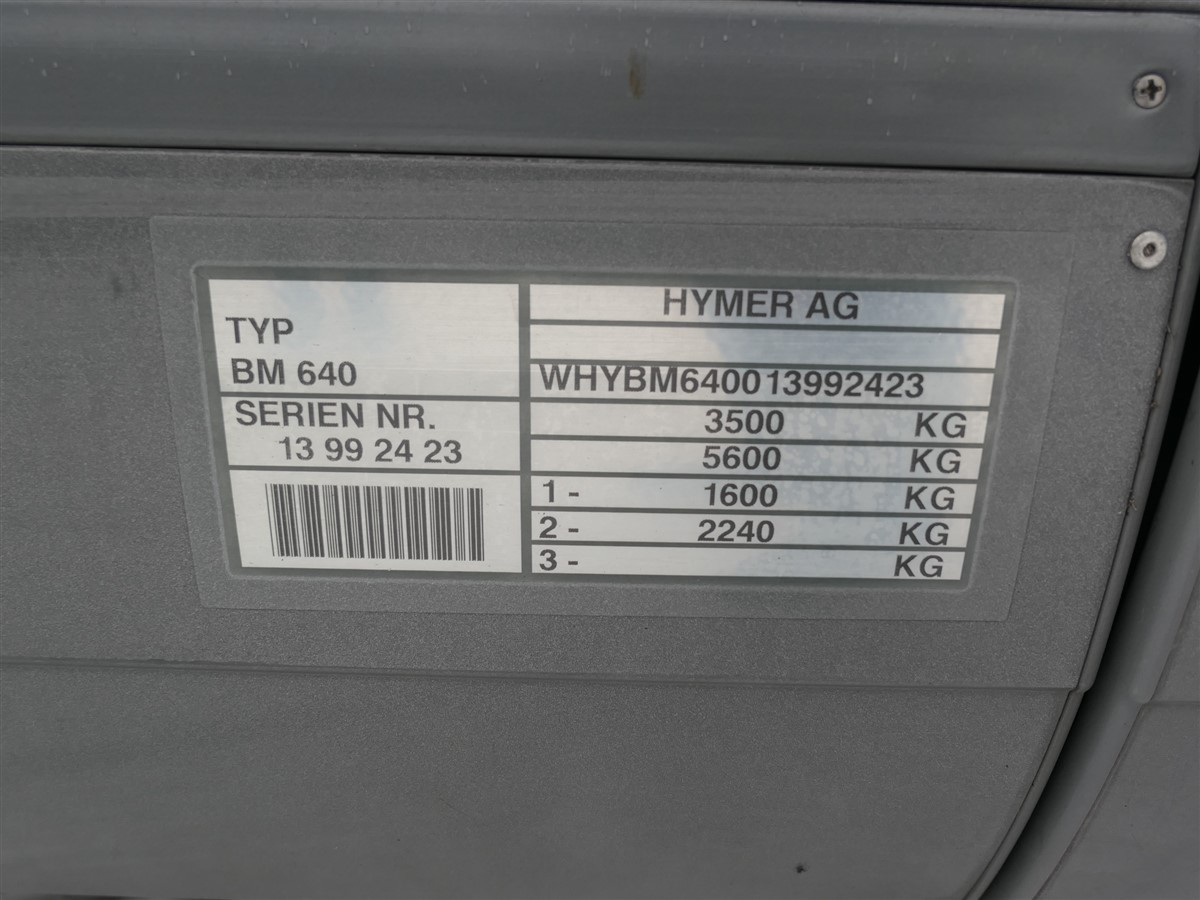 TYP
BM 640
SERIEN NR.
13 99 24 23
HYMER AG
WHYBM640013992423
3500 KG
5600 KG
1 - 1600 KG
2 - 2240 KG
3 - KG